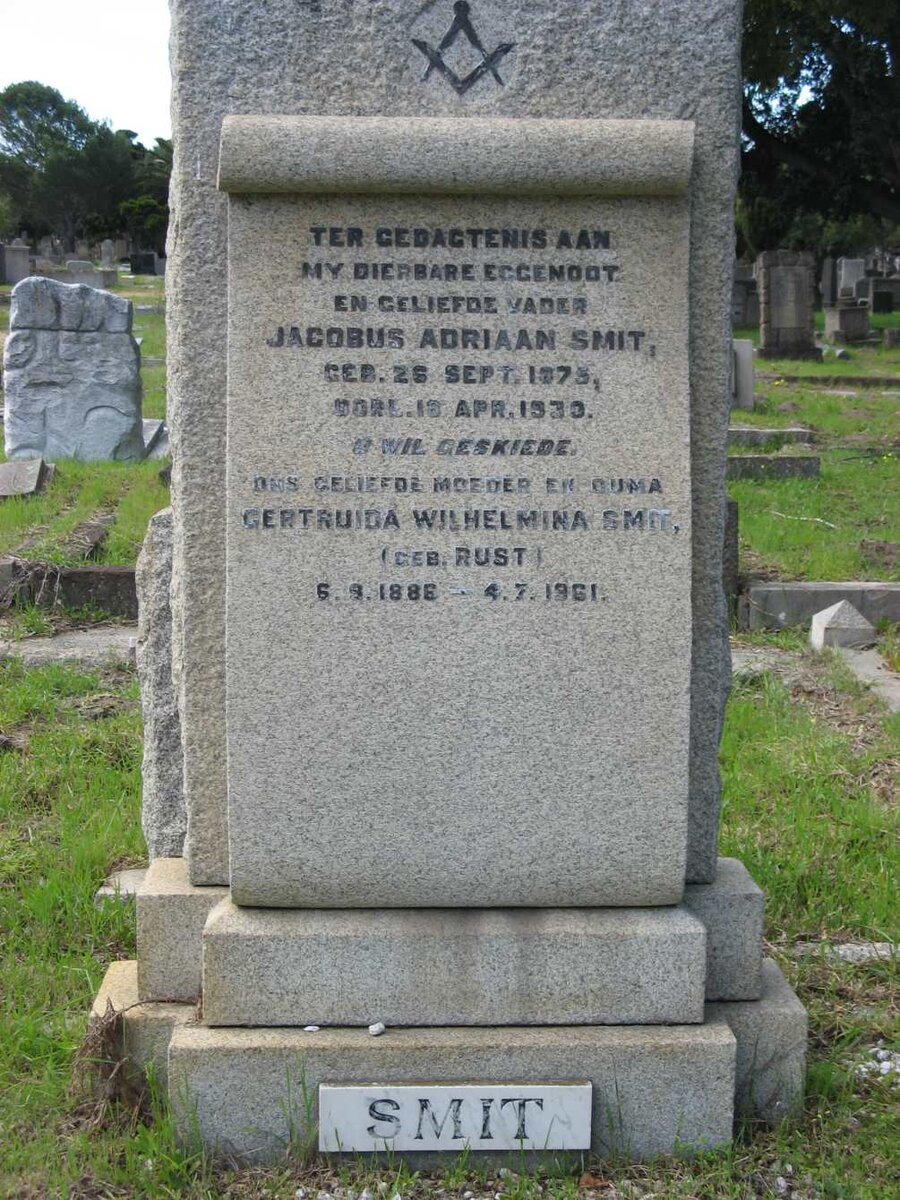 TER GEDAGTENIS AAN
MY DIERBARE EGGENOOT
EN GELIEFDE VADER
JACOBUS ADRIAAN SMIT,
GEB. 26 SEPT. 1875,
OORL. 16 APR. 1930.
U WIL GESKIEDE.
ONS GELIEFDE MOEDER EN OUMA
GERTRUIDA WILHELMINA SMIT,
(GEB. RUST)
6.9.1886 — 4.7.1961.
SMIT